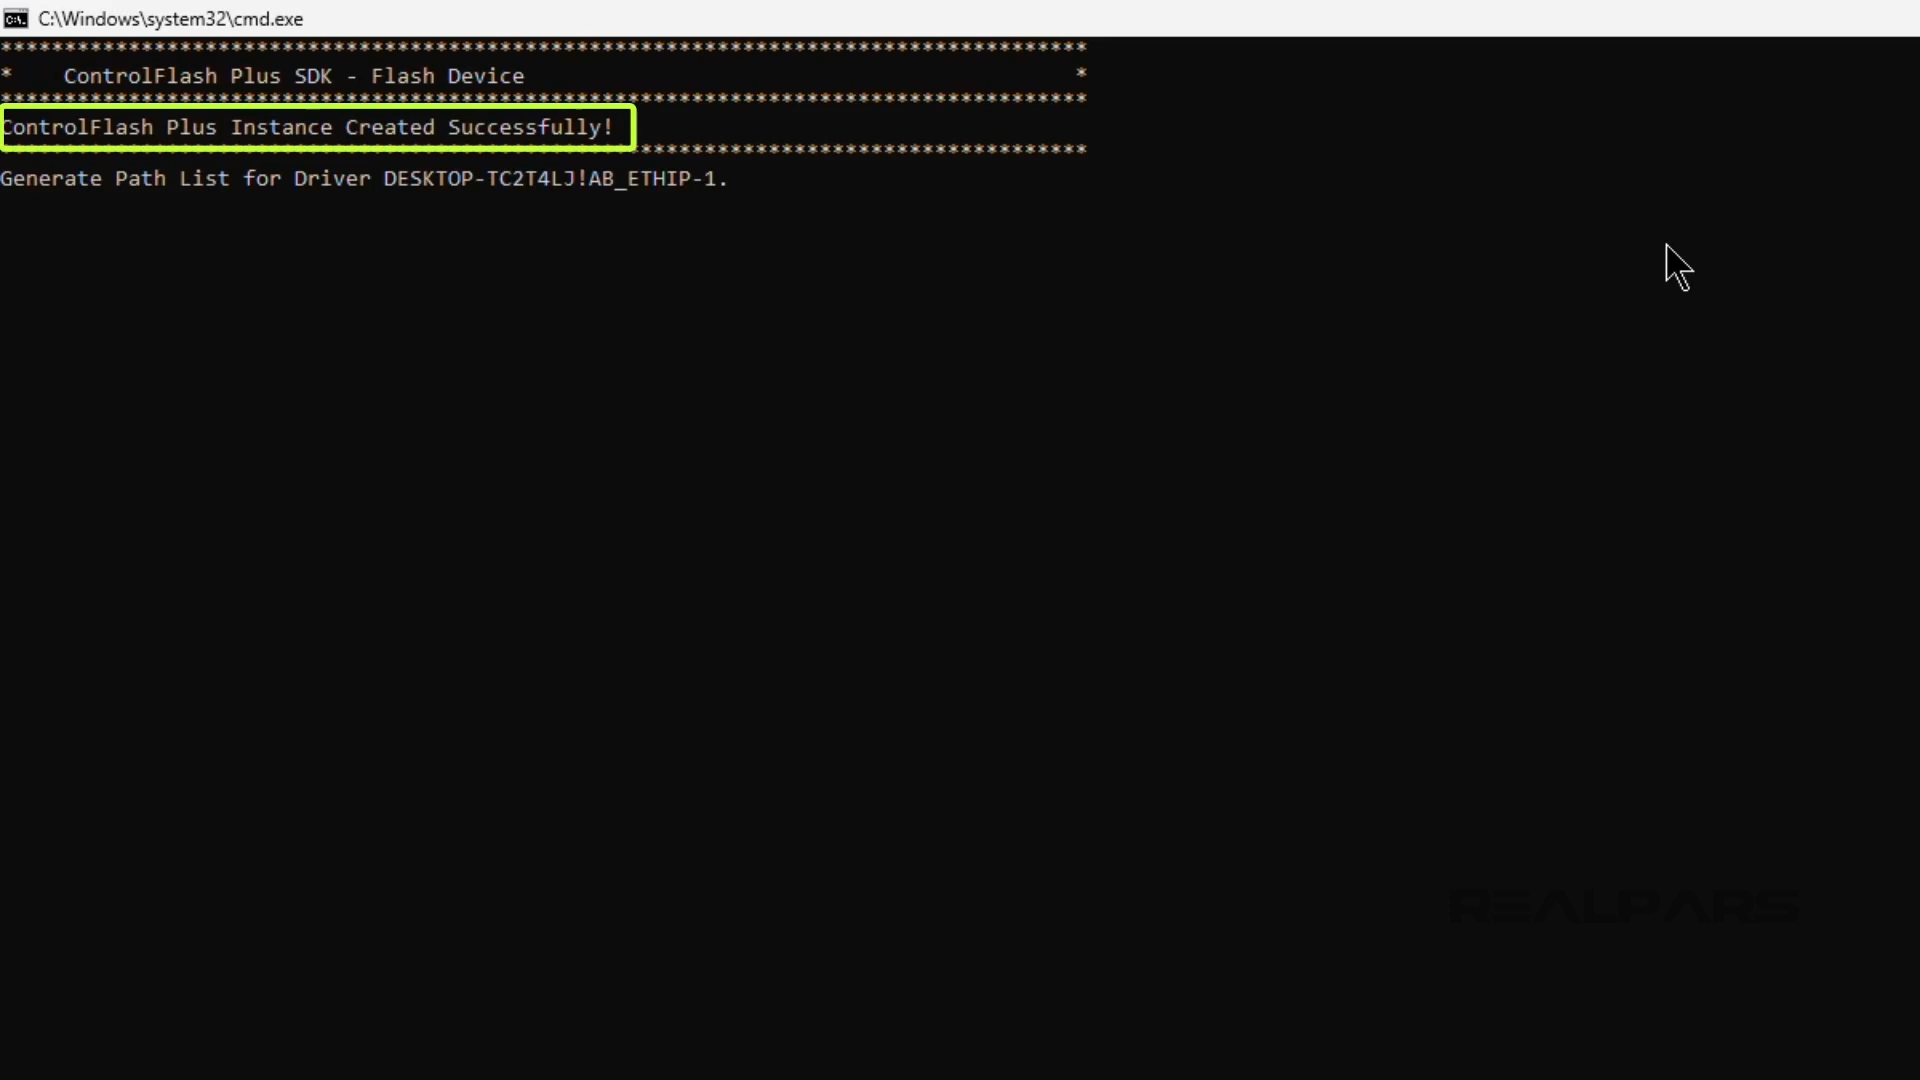 C:\Windows\system32\cmd.exe
*************************************************************************************
*    ControlFlash Plus SDK - Flash Device                                           *
*************************************************************************************
ControlFlash Plus Instance Created Successfully!
*************************************************************************************
Generate Path List for Driver DESKTOP-TC2T4LJ!AB_ETHIP-1.
REALPARS